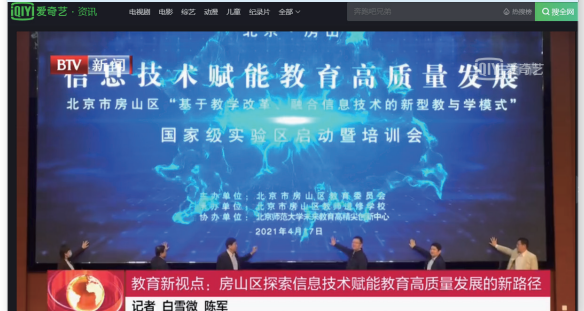 爱奇艺·资讯
电视剧 电影 综艺 动漫 儿童 纪录片 全部
奔跑吧兄弟
热搜榜
搜全网
北京·房山
BTV 新闻
iQIYI 爱奇艺
信息技术赋能教育高质量发展
北京市房山区“基于教学改革、融合信息技术的新型教与学模式”
国家级实验区启动暨培训会
主办单位：北京市房山区教育委员会
承办单位：北京市房山区教师进修学校
协办单位：北京师范大学未来教育高精尖创新中心
2021年4月17日
教育新视点：房山区探索信息技术赋能教育高质量发展的新路径
记者 白雪微 陈军